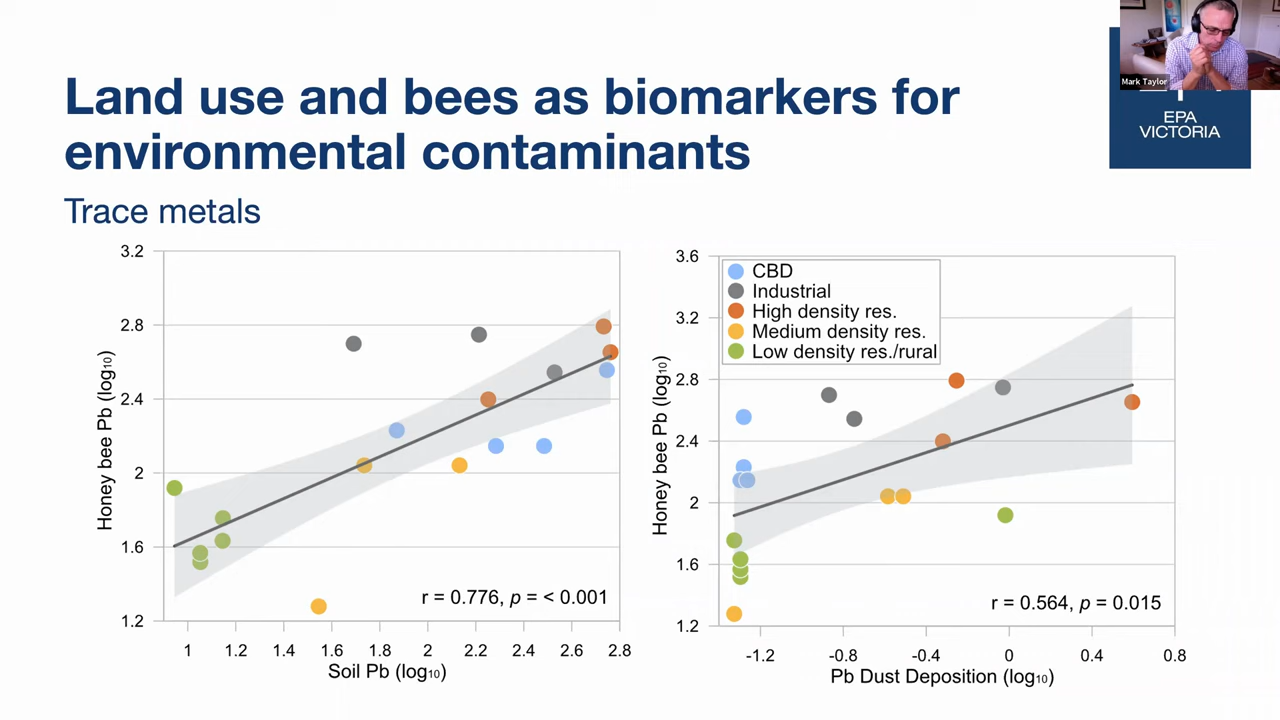 Mark Taylor
EPA
VICTORIA
Land use and bees as biomarkers for
environmental contaminants
Trace metals
3.2
2.8
2.4
2
1.6
1.2
Honey bee Pb (log₁₀)
r = 0.776, p = < 0.001
1 1.2 1.4 1.6 1.8 2 2.2 2.4 2.6 2.8
Soil Pb (log₁₀)
3.6
3.2
2.8
2.4
2
1.6
1.2
Honey bee Pb (log₁₀)
CBD
Industrial
High density res.
Medium density res.
Low density res./rural
r = 0.564, p = 0.015
-1.2 -0.8 -0.4 0 0.4 0.8
Pb Dust Deposition (log₁₀)